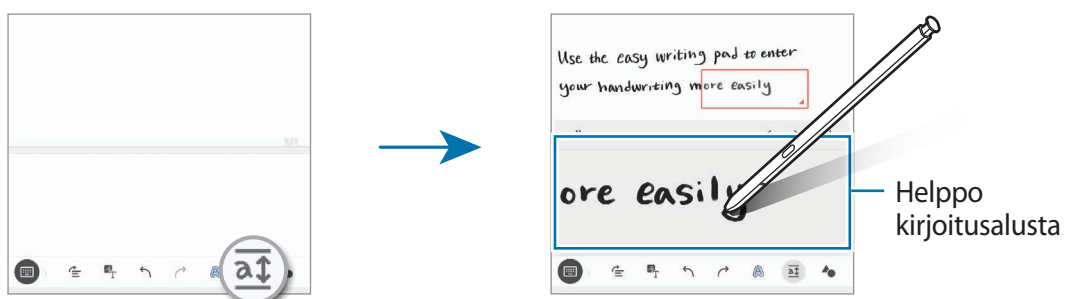 Use the easy writing pad to enter
your handwriting more easily
ore easily
Helppo
kirjoitusalusta